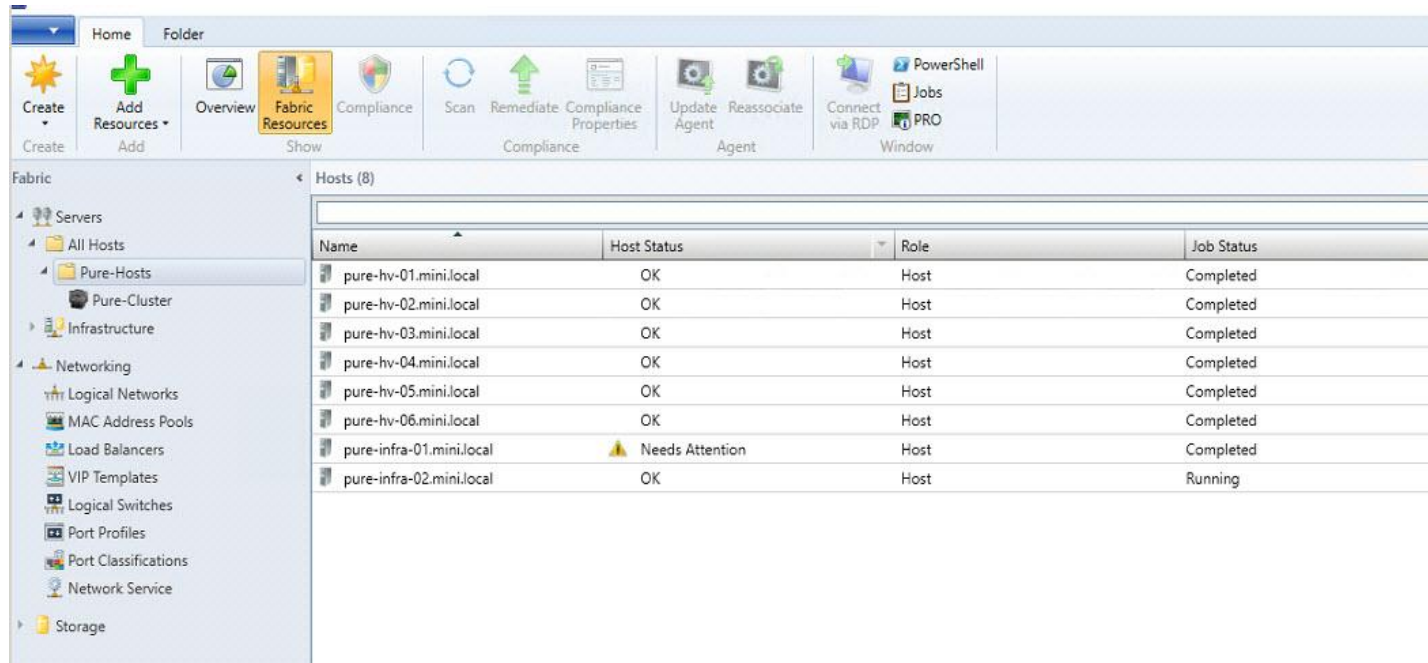 Home Folder
Create Add Resources Overview Fabric Resources Compliance Scan Remediate Compliance Properties Update Agent Reassociate Connect via RDP PowerShell
Jobs
PRO
Create Add Show Compliance Agent Window
Fabric
Servers
All Hosts
Pure-Hosts
Pure-Cluster
Infrastructure
Networking
Logical Networks
MAC Address Pools
Load Balancers
VIP Templates
Logical Switches
Port Profiles
Port Classifications
Network Service
Storage
Hosts (8)
Name Host Status Role Job Status
pure-hv-01.mini.local OK Host Completed
pure-hv-02.mini.local OK Host Completed
pure-hv-03.mini.local OK Host Completed
pure-hv-04.mini.local OK Host Completed
pure-hv-05.mini.local OK Host Completed
pure-hv-06.mini.local OK Host Completed
pure-infra-01.mini.local Needs Attention Host Completed
pure-infra-02.mini.local OK Host Running